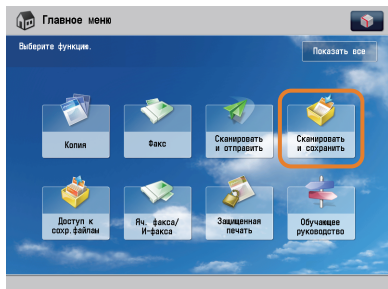 Главное меню
Выберите функцию.
Показать все
Копия
Факс
Сканировать
и отправить
Сканировать
и сохранить
Доступ к
сохр.файлам
Яч. факса/
И-факса
Защищенная
печать
Обучающее
руководство